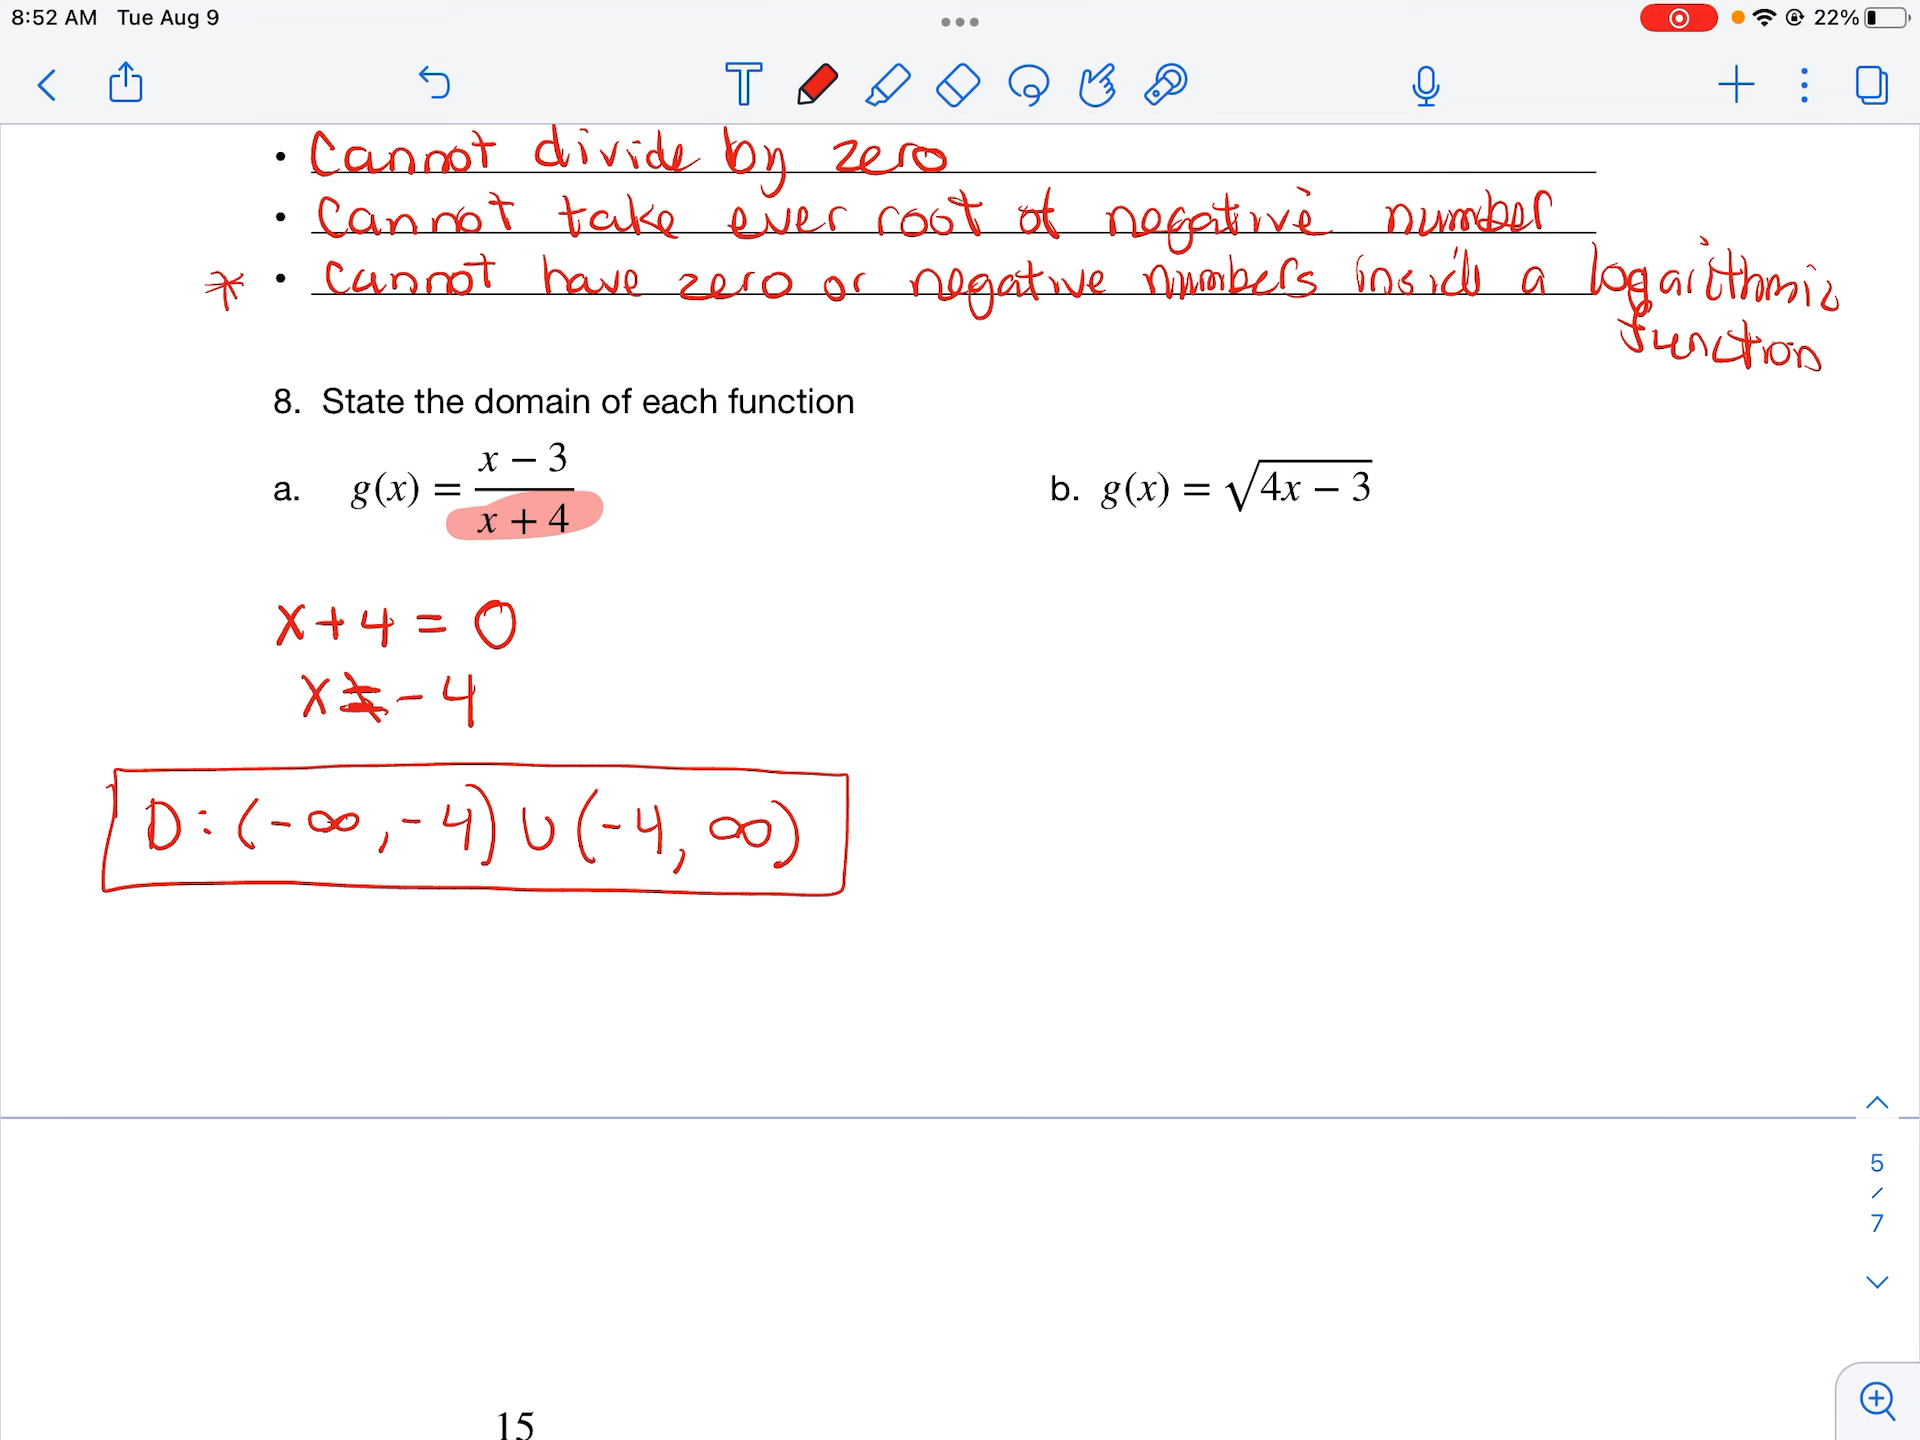 8:52 AM Tue Aug 9
22%
• Cannot divide by zero
• Cannot take ever root of negative number
* • Cannot have zero or negative numbers inside a logarithmic
function
8. State the domain of each function
a. g(x) = (x − 3)/(x + 4)
b. g(x) = √(4x − 3)
x + 4 = 0
x ≠ -4
D: (-∞, -4) ∪ (-4, ∞)
5
/
7
15